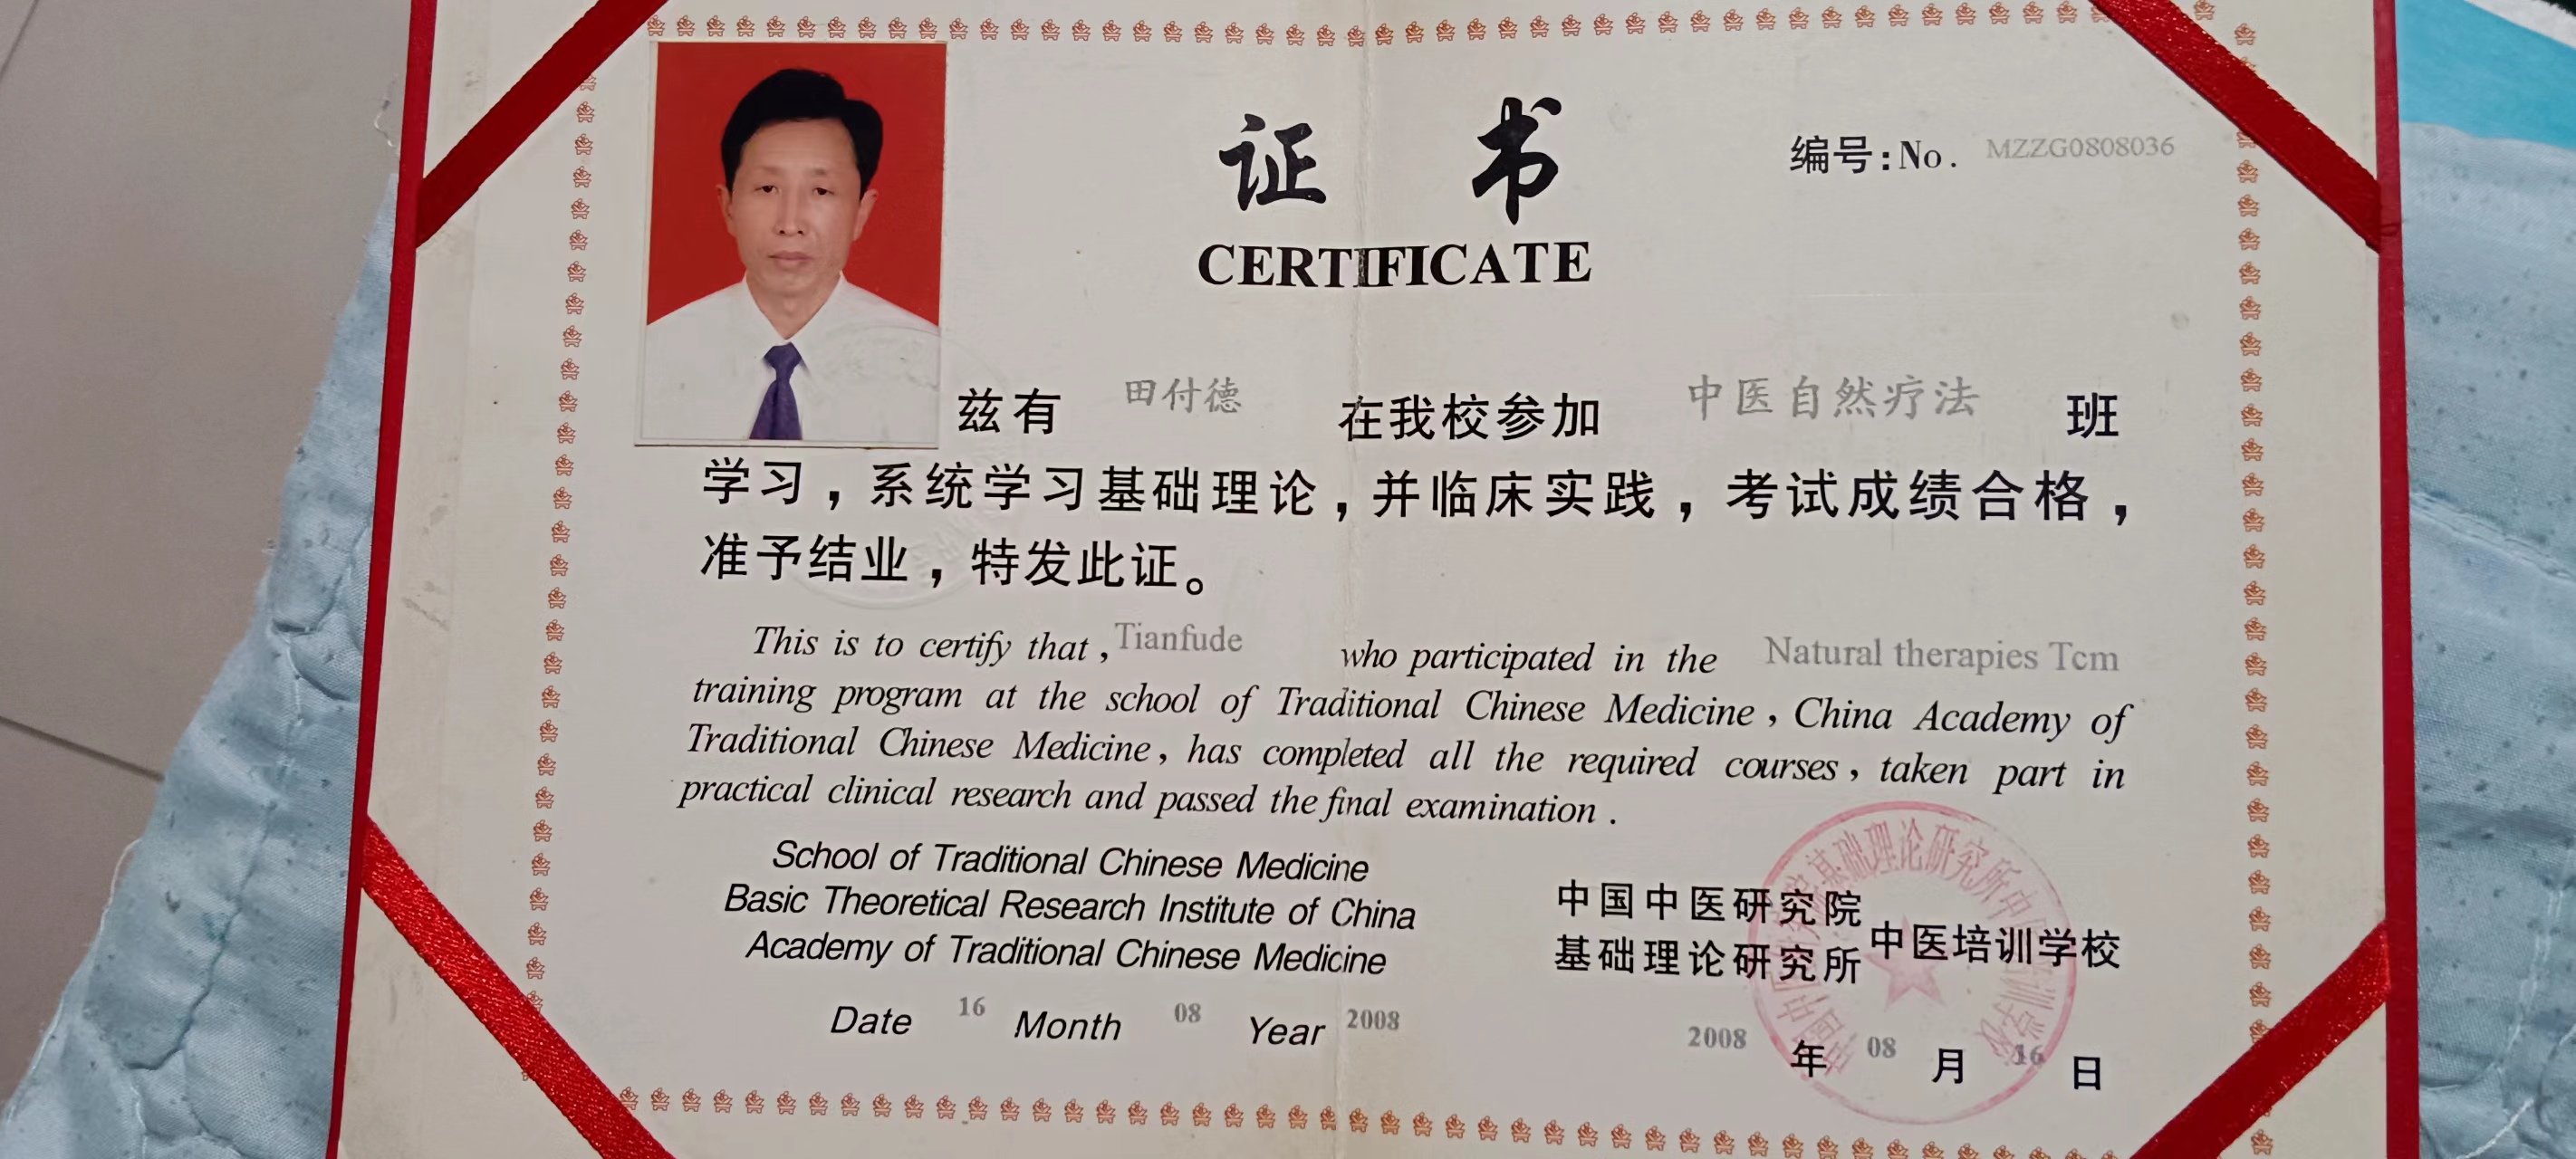 证 书
CERTIFICATE
编号:No. MZZG0808036
兹有 田付德 在我校参加 中医自然疗法 班
学习，系统学习基础理论，并临床实践，考试成绩合格，
准予结业，特发此证。
This is to certify that , Tianfude who participated in the Natural therapies Tcm
training program at the school of Traditional Chinese Medicine , China Academy of
Traditional Chinese Medicine , has completed all the required courses , taken part in
practical clinical research and passed the final examination .
School of Traditional Chinese Medicine
Basic Theoretical Research Institute of China
Academy of Traditional Chinese Medicine
Date 16 Month 08 Year 2008
中国中医研究院
基础理论研究所
中医培训学校
2008 年 08 月 16 日